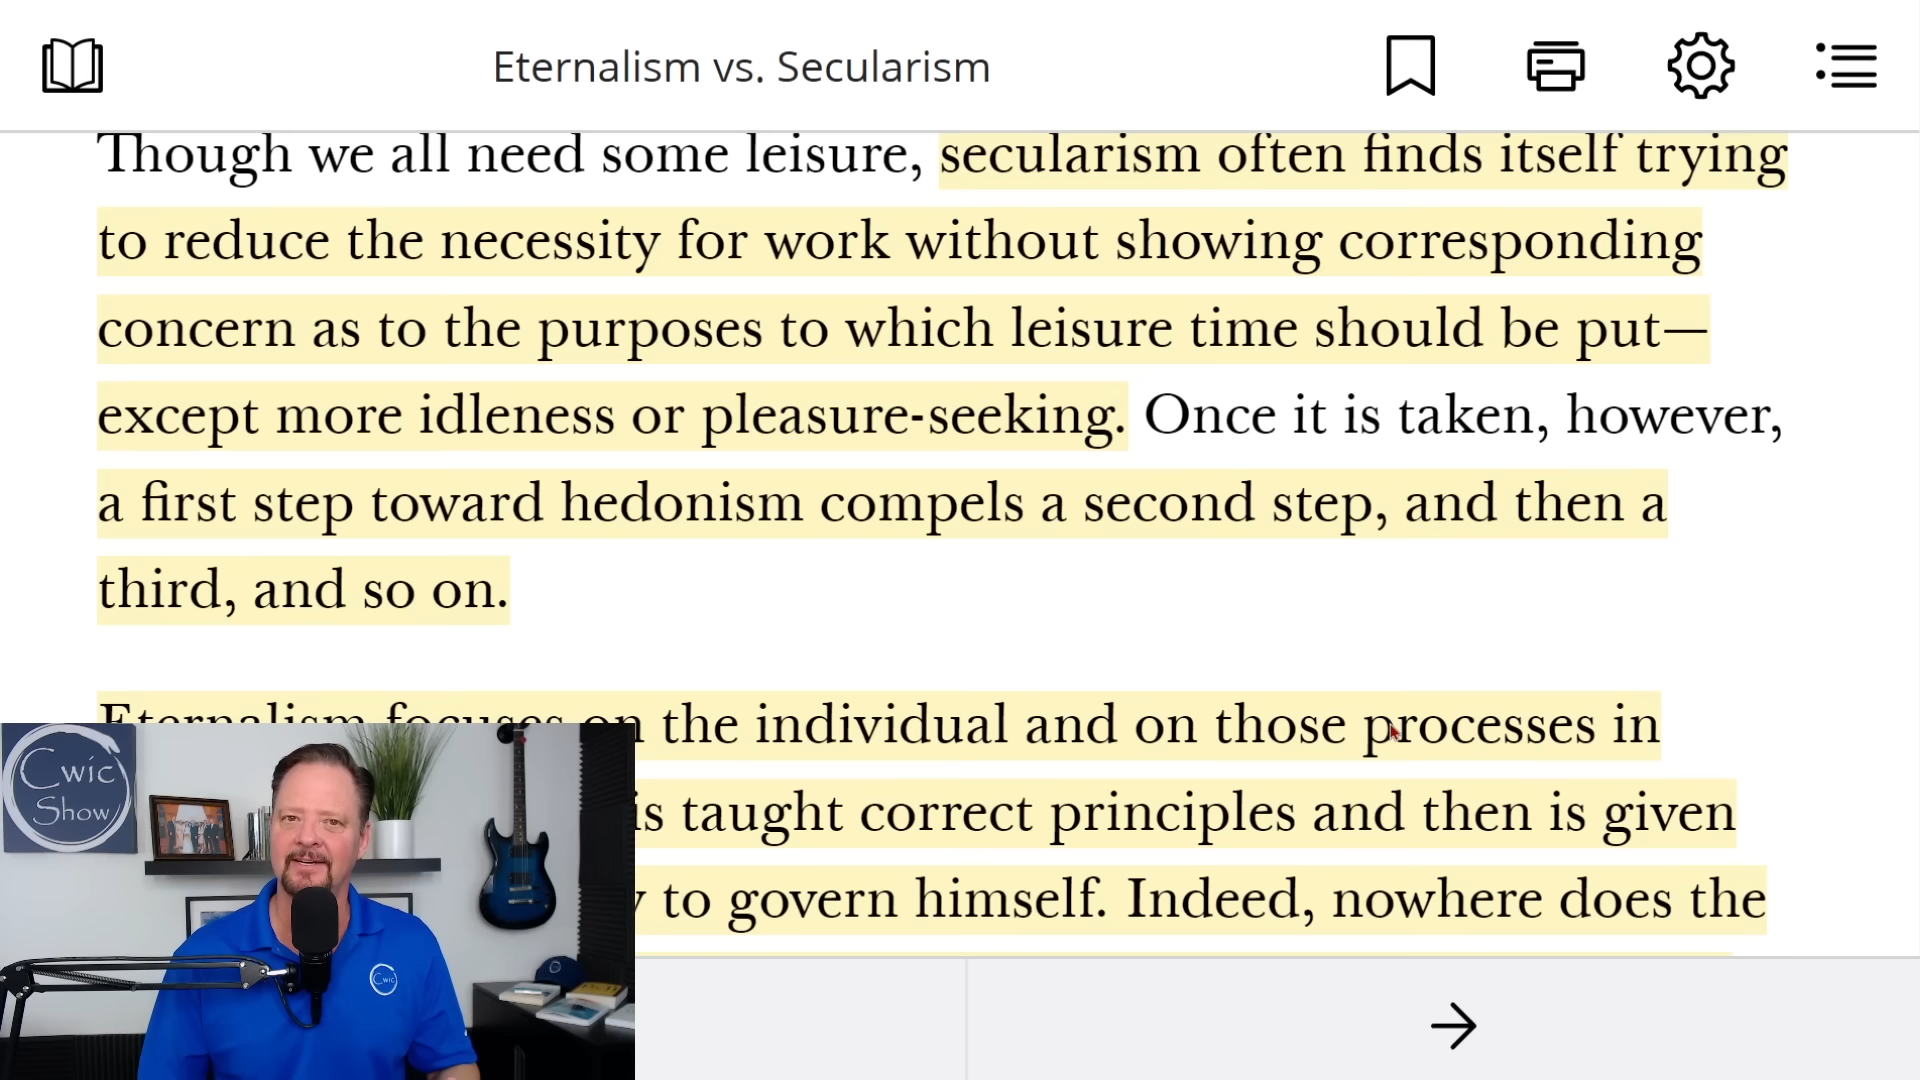 Eternalism vs. Secularism
Though we all need some leisure, secularism often finds itself trying
to reduce the necessity for work without showing corresponding
concern as to the purposes to which leisure time should be put—
except more idleness or pleasure-seeking. Once it is taken, however,
a first step toward hedonism compels a second step, and then a
third, and so on.
Eternalism focuses on the individual and on those processes in
is taught correct principles and then is given
to govern himself. Indeed, nowhere does the
Cwic
Show
Cwic